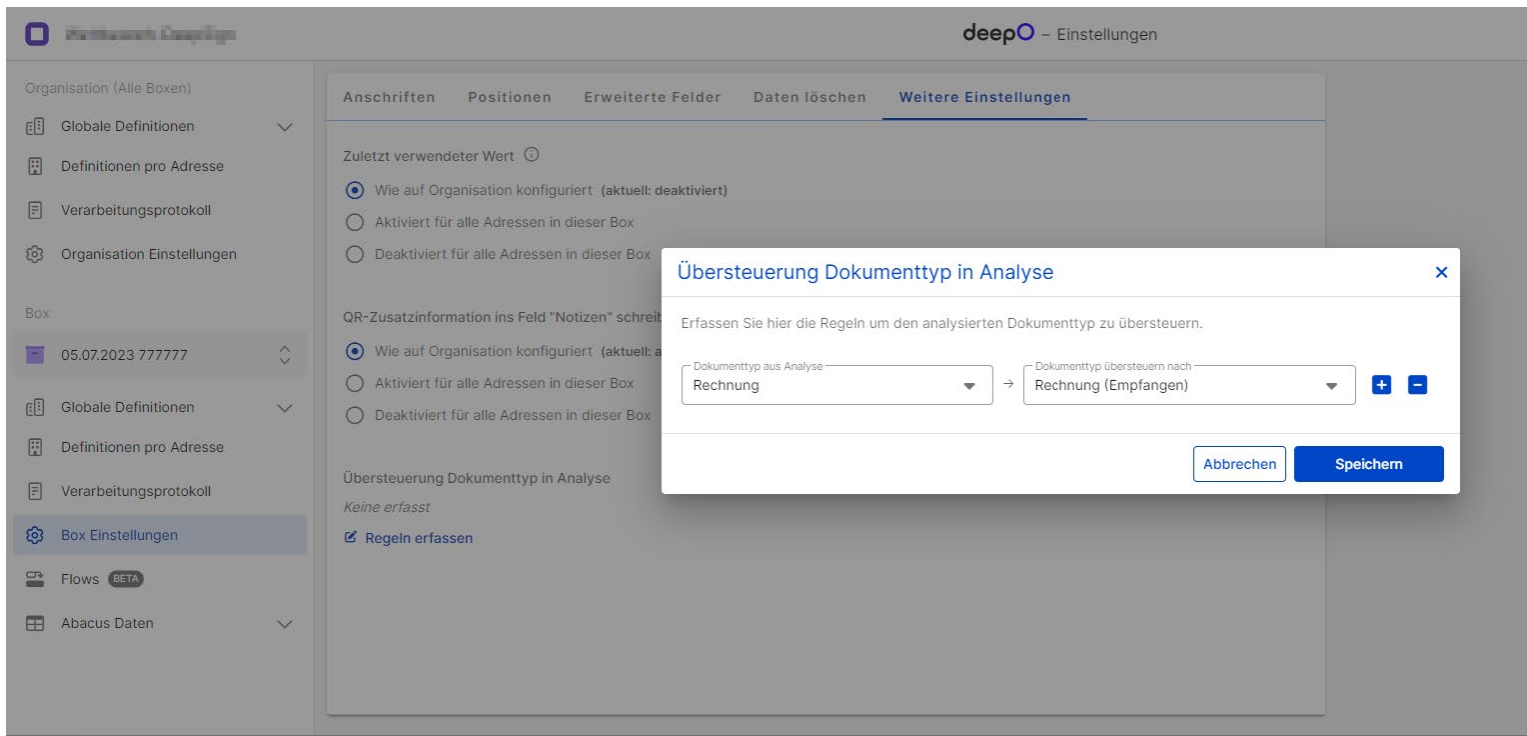 deepO – Einstellungen
Organisation (Alle Boxen)
Globale Definitionen
Definitionen pro Adresse
Verarbeitungsprotokoll
Organisation Einstellungen
Box
05.07.2023 777777
Globale Definitionen
Definitionen pro Adresse
Verarbeitungsprotokoll
Box Einstellungen
Flows BETA
Abacus Daten
Anschriften Positionen Erweiterte Felder Daten löschen Weitere Einstellungen
Zuletzt verwendeter Wert
Wie auf Organisation konfiguriert (aktuell: deaktiviert)
Aktiviert für alle Adressen in dieser Box
Deaktiviert für alle Adressen in dieser Box
QR-Zusatzinformation ins Feld "Notizen" schreib
Wie auf Organisation konfiguriert (aktuell: a
Aktiviert für alle Adressen in dieser Box
Deaktiviert für alle Adressen in dieser Box
Übersteuerung Dokumenttyp in Analyse
Keine erfasst
Regeln erfassen
Übersteuerung Dokumenttyp in Analyse
Erfassen Sie hier die Regeln um den analysierten Dokumenttyp zu übersteuern.
Dokumenttyp aus Analyse
Rechnung
→
Dokumenttyp übersteuern nach
Rechnung (Empfangen)
Abbrechen Speichern